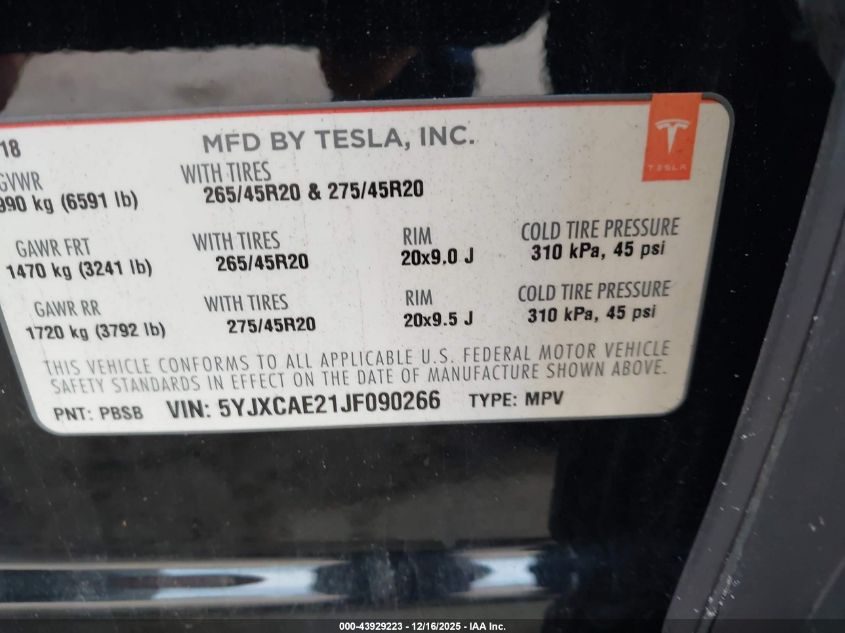 18 MFD BY TESLA, INC.
TESLA
GVWR WITH TIRES
990 kg (6591 lb) 265/45R20 & 275/45R20
GAWR FRT WITH TIRES RIM COLD TIRE PRESSURE
1470 kg (3241 lb) 265/45R20 20x9.0 J 310 kPa, 45 psi
GAWR RR WITH TIRES RIM COLD TIRE PRESSURE
1720 kg (3792 lb) 275/45R20 20x9.5 J 310 kPa, 45 psi
THIS VEHICLE CONFORMS TO ALL APPLICABLE U.S. FEDERAL MOTOR VEHICLE
SAFETY STANDARDS IN EFFECT ON THE DATE OF MANUFACTURE SHOWN ABOVE.
PNT: PBSB VIN: 5YJXCAE21JF090266 TYPE: MPV
000-43929223 - 12/16/2025 - IAA Inc.